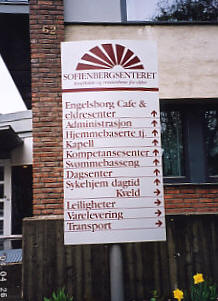 62
SOFIENBERGSENTERET
Engelsborg Cafe &
eldresenter
Administrasjon
Hjemmebaserte tj.
Kapell
Kompetansesenter
Svømmebasseng
Dagsenter
Sykehjem dagtid
Kveld
Leiligheter
Varelevering
Transport